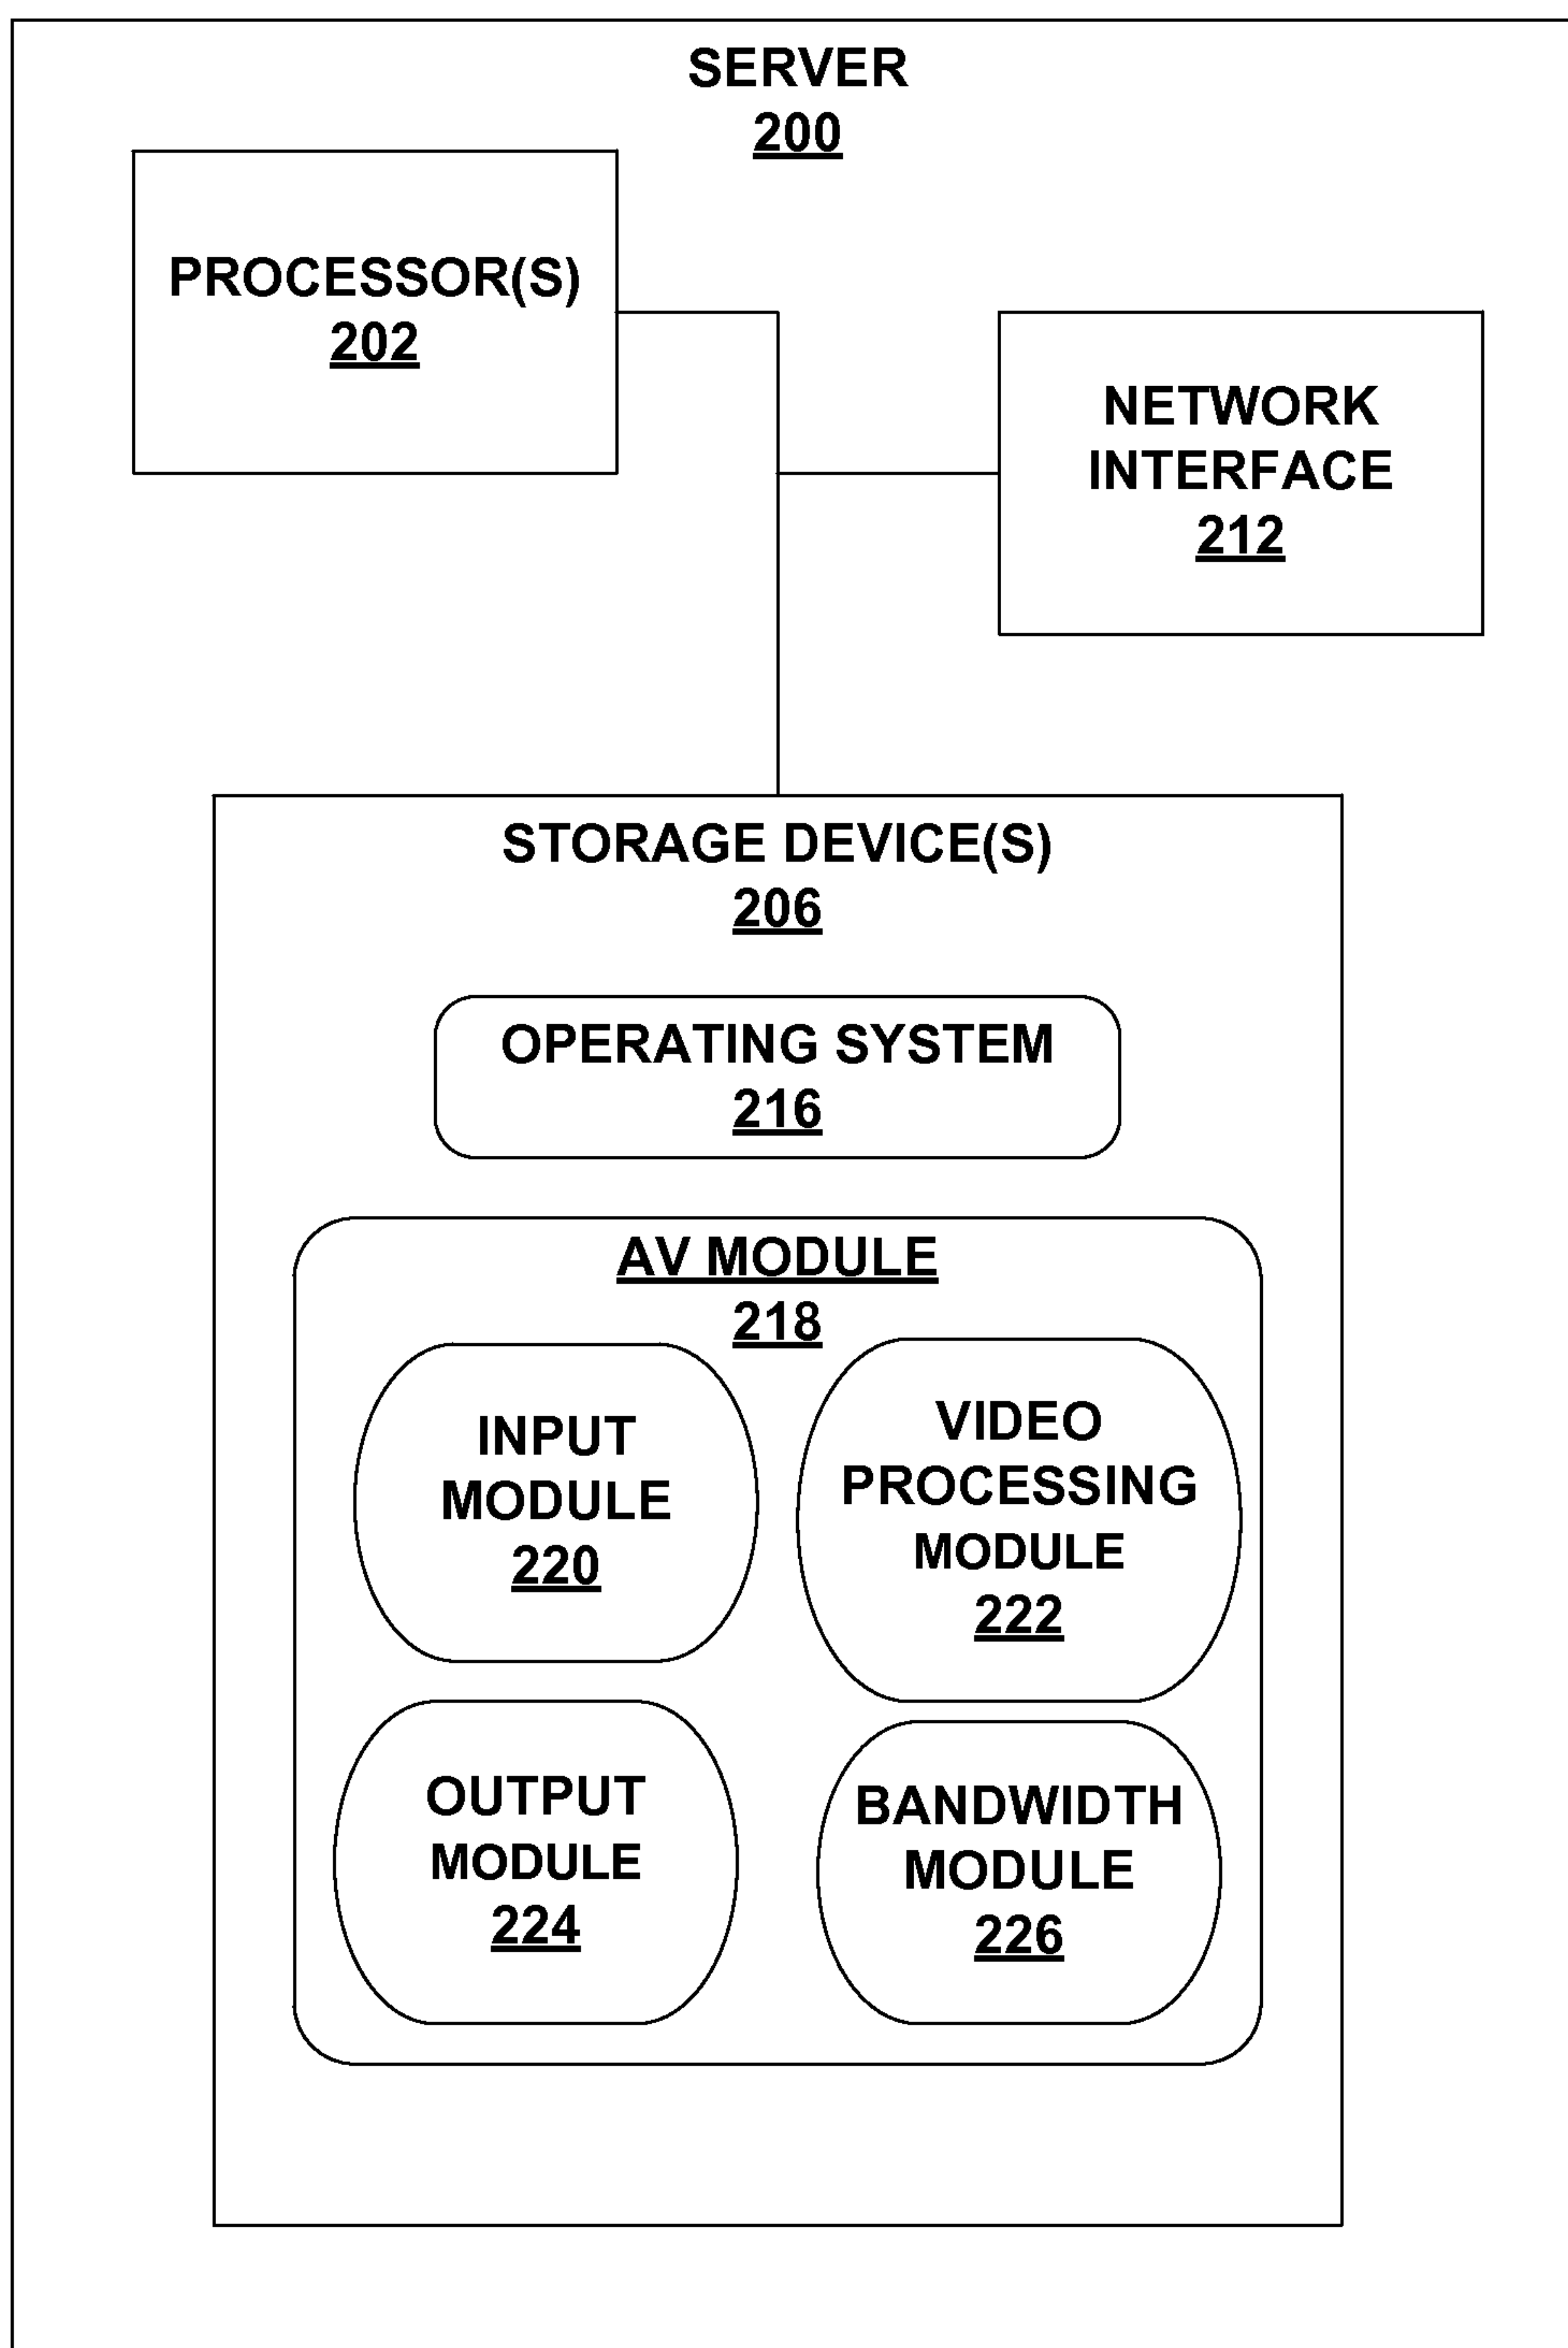 SERVER
200
PROCESSOR(S)
202
NETWORK
INTERFACE
212
STORAGE DEVICE(S)
206
OPERATING SYSTEM
216
AV MODULE
218
INPUT
MODULE
220
VIDEO
PROCESSING
MODULE
222
OUTPUT
MODULE
224
BANDWIDTH
MODULE
226